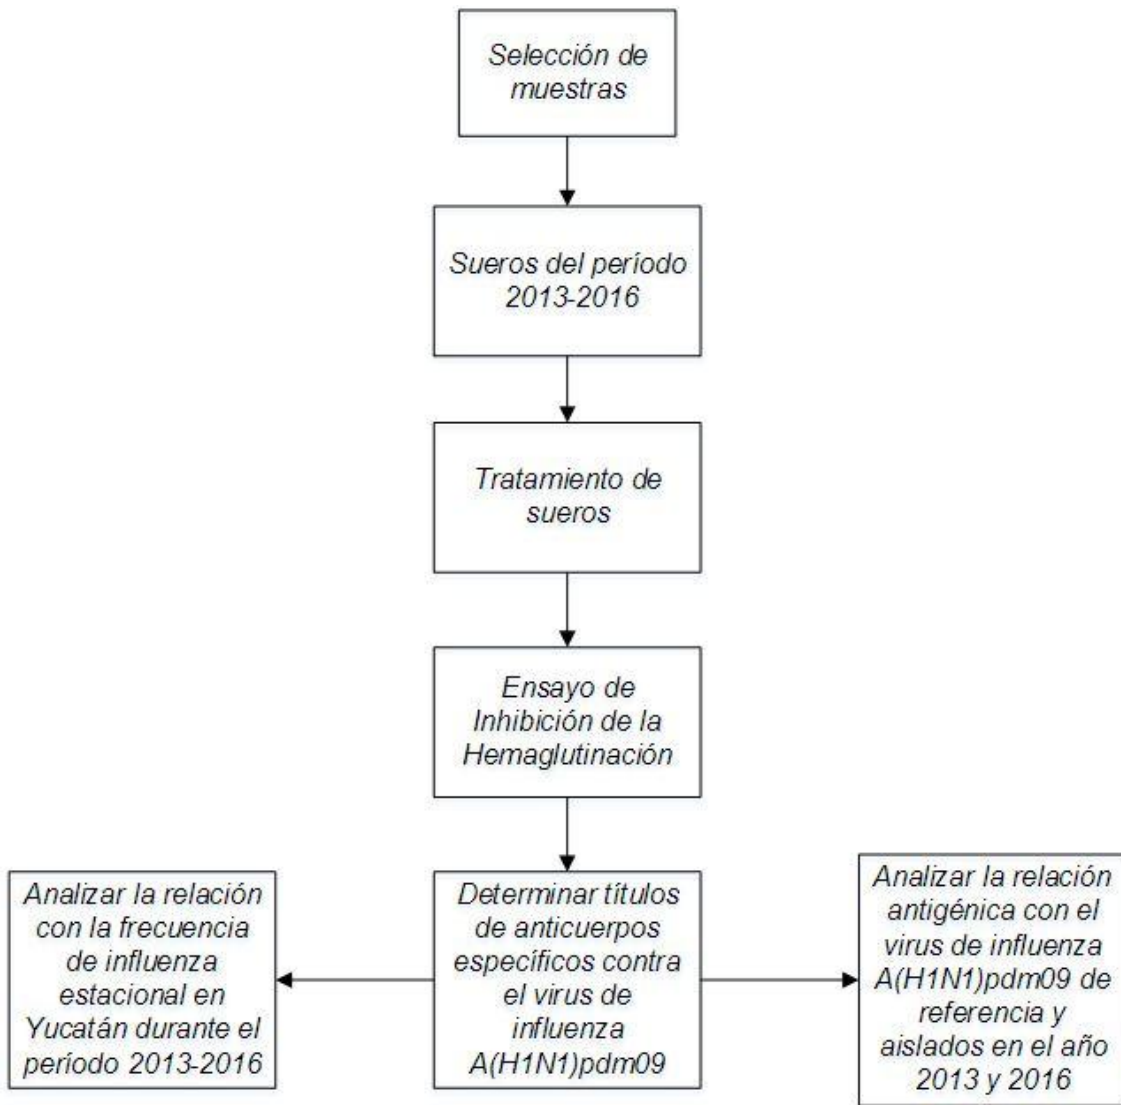 Selección de
muestras
Sueros del período
2013-2016
Tratamiento de
sueros
Ensayo de
Inhibición de la
Hemaglutinación
Analizar la relación
con la frecuencia
de influenza
estacional en
Yucatán durante el
período 2013-2016
Determinar títulos
de anticuerpos
específicos contra
el virus de
influenza
A(H1N1)pdm09
Analizar la relación
antigénica con el
virus de influenza
A(H1N1)pdm09 de
referencia y
aislados en el año
2013 y 2016